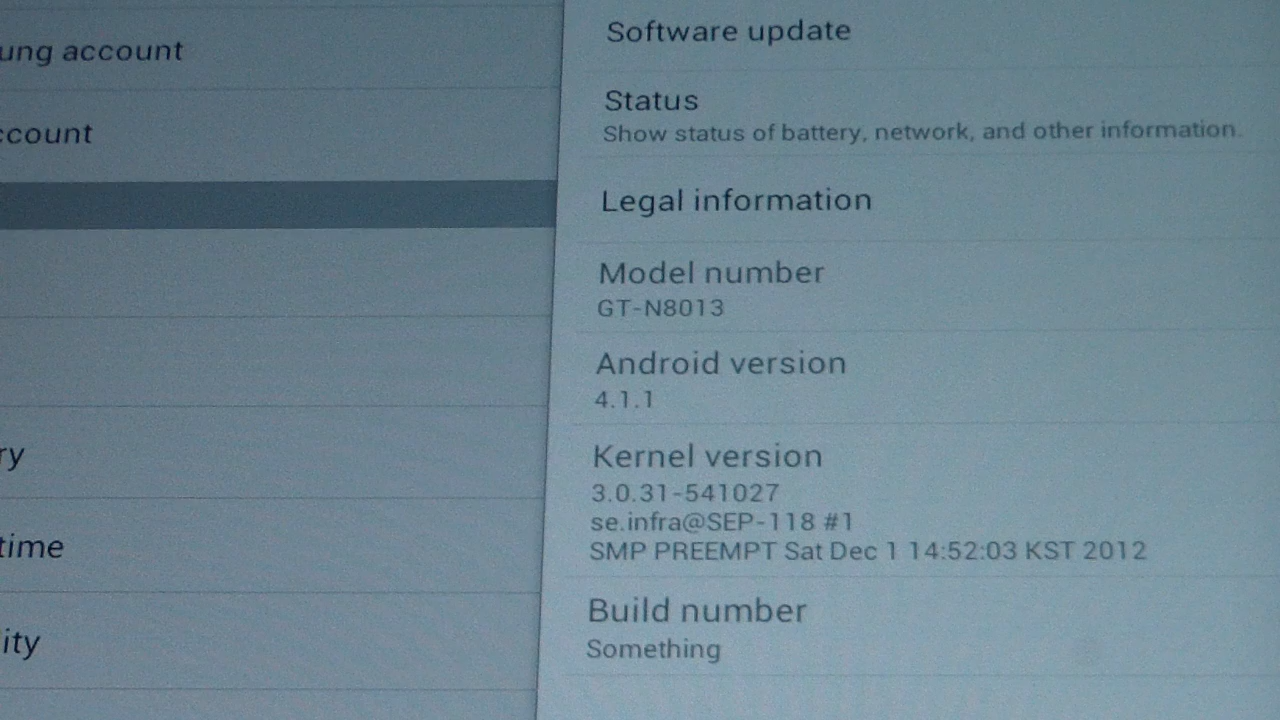 ung account
ccount
ry
time
ity
Software update
Status
Show status of battery, network, and other information.
Legal information
Model number
GT-N8013
Android version
4.1.1
Kernel version
3.0.31-541027
se.infra@SEP-118 #1
SMP PREEMPT Sat Dec 1 14:52:03 KST 2012
Build number
Something